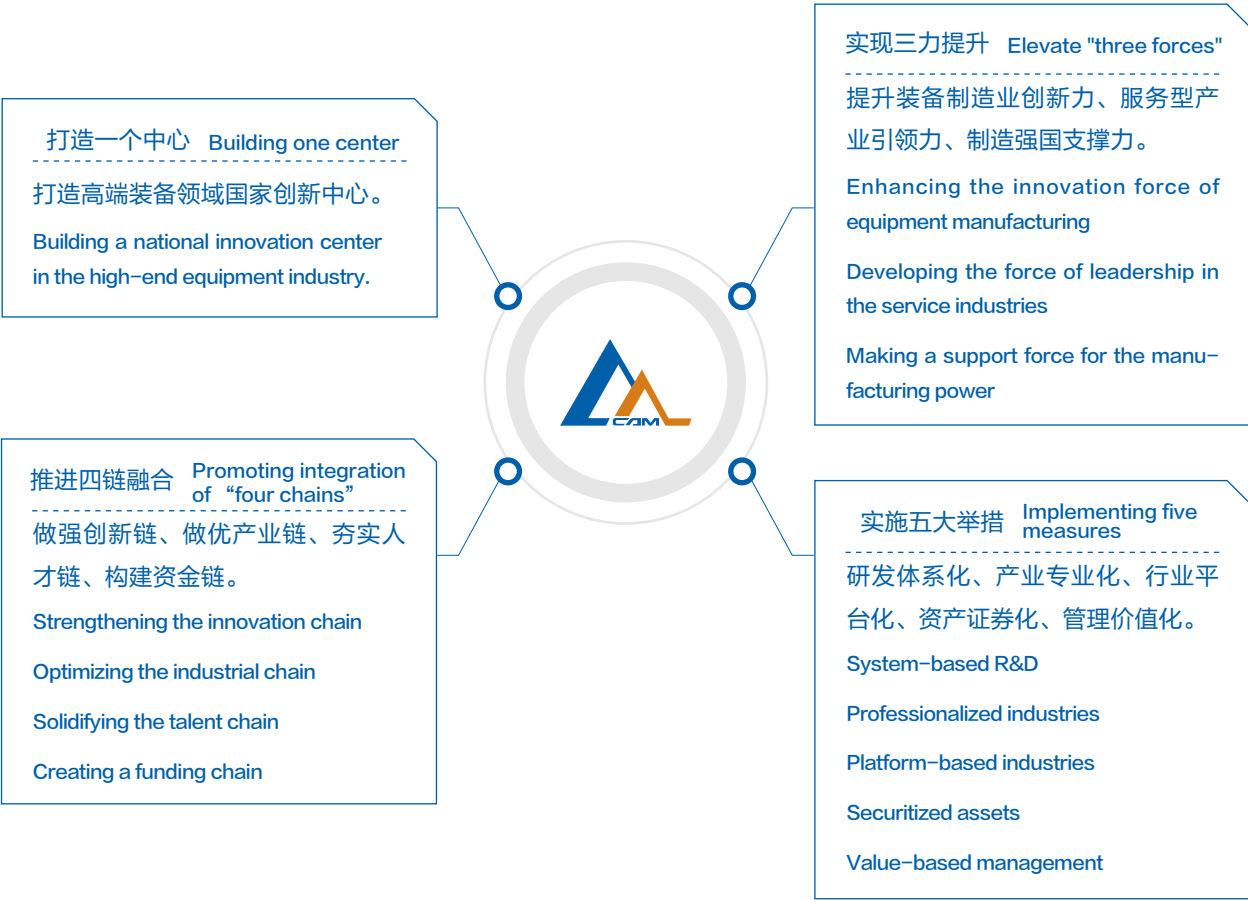 打造一个中心 Building one center
打造高端装备领域国家创新中心。
Building a national innovation center
in the high-end equipment industry.
实现三力提升 Elevate "three forces"
提升装备制造业创新力、服务型产
业引领力、制造强国支撑力。
Enhancing the innovation force of
equipment manufacturing
Developing the force of leadership in
the service industries
Making a support force for the manu-
facturing power
CAM
推进四链融合 Promoting integration
of “four chains”
做强创新链、做优产业链、夯实人
才链、构建资金链。
Strengthening the innovation chain
Optimizing the industrial chain
Solidifying the talent chain
Creating a funding chain
实施五大举措 Implementing five
measures
研发体系化、产业专业化、行业平
台化、资产证券化、管理价值化。
System-based R&D
Professionalized industries
Platform-based industries
Securitized assets
Value-based management